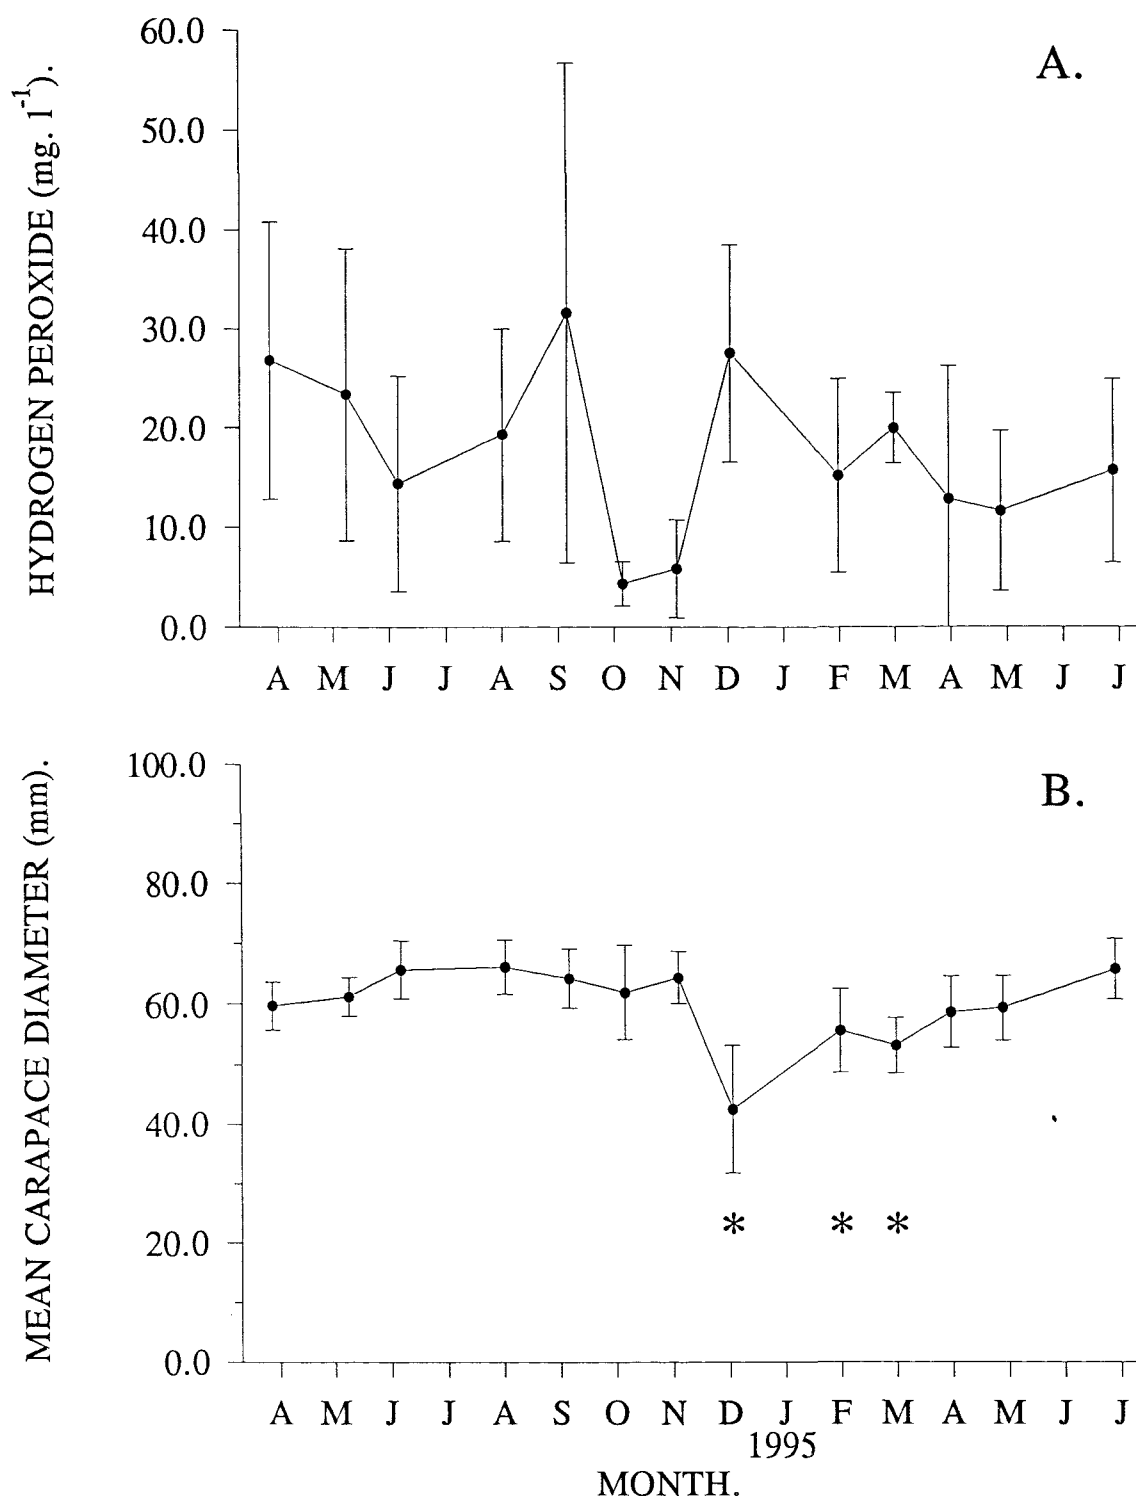 HYDROGEN PEROXIDE (mg. l-1).
60.0
50.0
40.0
30.0
20.0
10.0
0.0
A.
A M J J A S O N D J F M A M J J
MEAN CARAPACE DIAMETER (mm).
100.0
80.0
60.0
40.0
20.0
0.0
B.
* * *
A M J J A S O N D J F M A M J J
1995
MONTH.